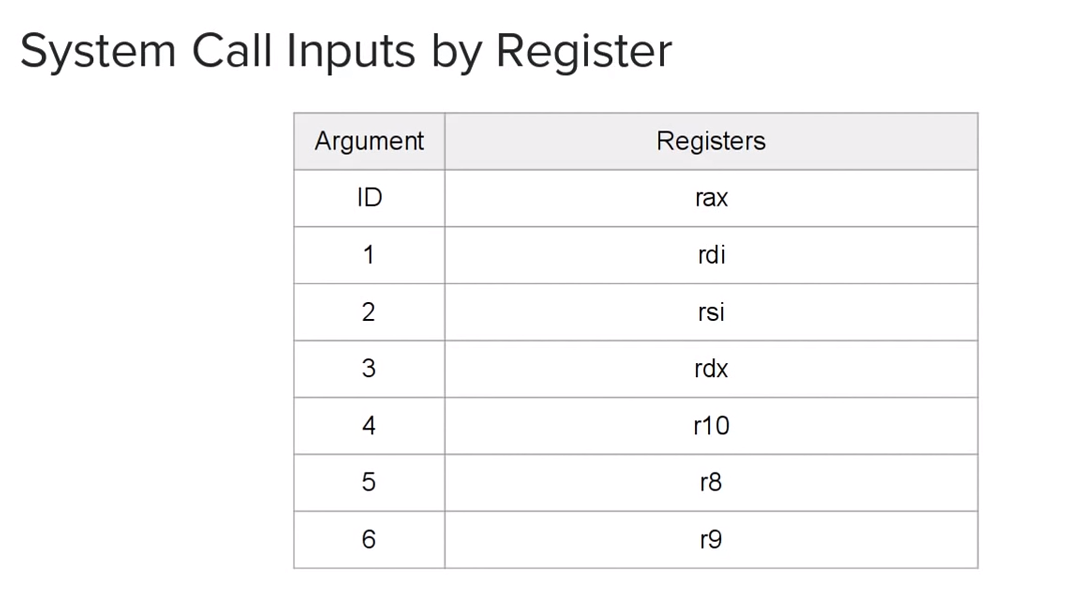 System Call Inputs by Register
Argument Registers
ID rax
1 rdi
2 rsi
3 rdx
4 r10
5 r8
6 r9